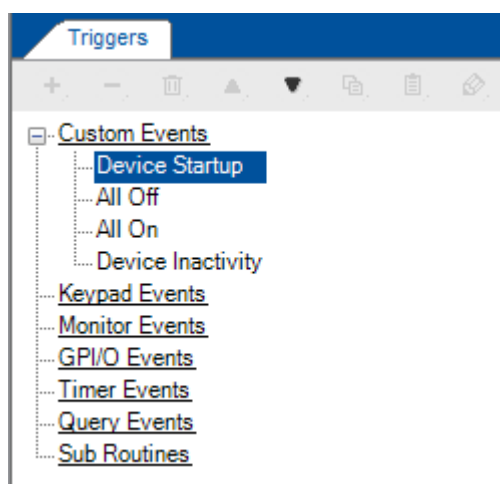 Triggers
Custom Events
Device Startup
All Off
All On
Device Inactivity
Keypad Events
Monitor Events
GPI/O Events
Timer Events
Query Events
Sub Routines